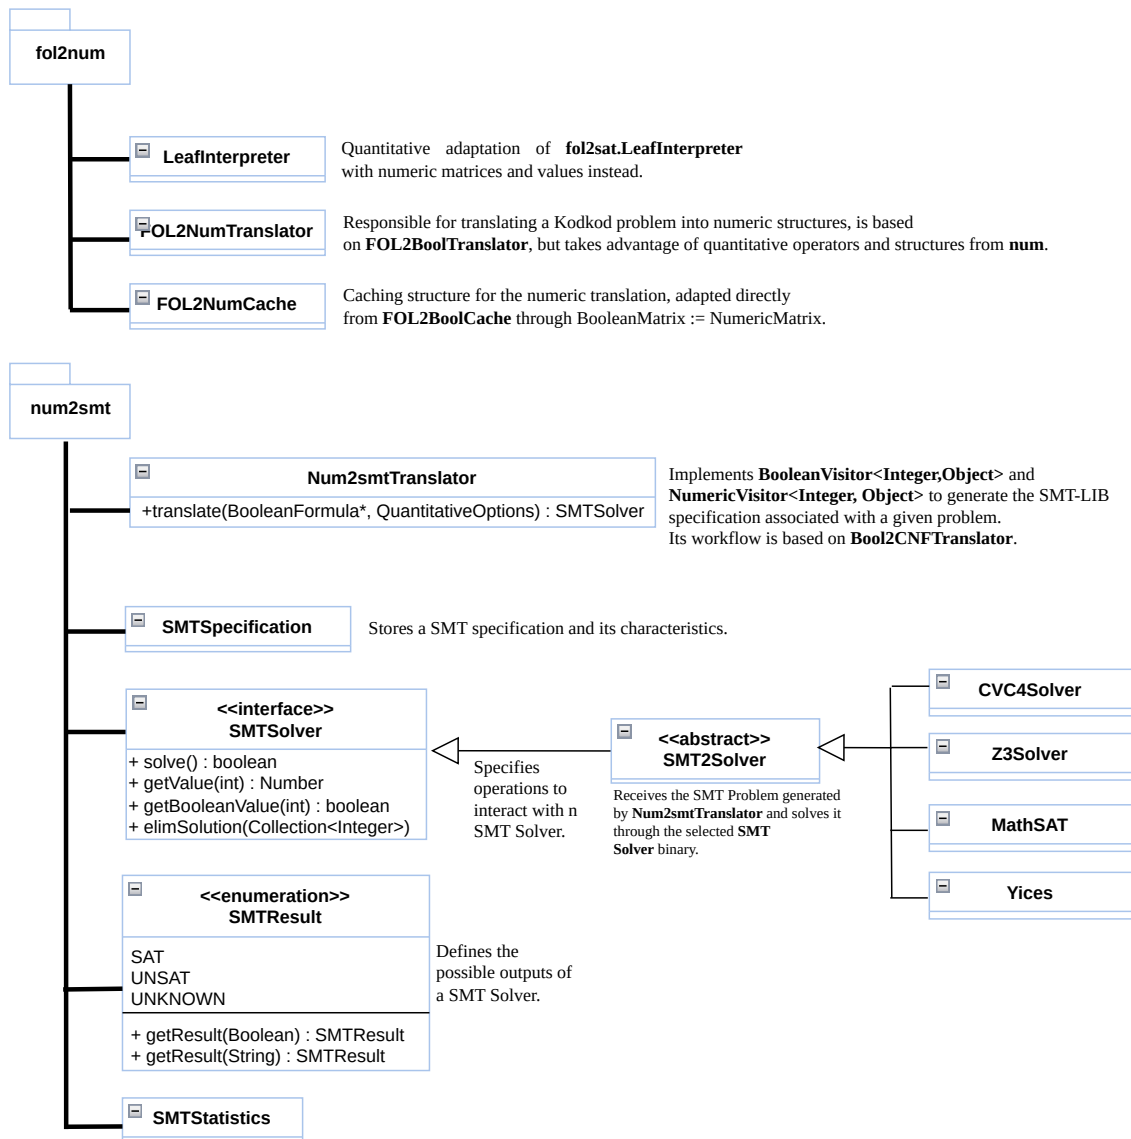 fol2num
LeafInterpreter
Quantitative adaptation of fol2sat.LeafInterpreter
with numeric matrices and values instead.
FOL2NumTranslator
Responsible for translating a Kodkod problem into numeric structures, is based
on FOL2BoolTranslator, but takes advantage of quantitative operators and structures from num.
FOL2NumCache
Caching structure for the numeric translation, adapted directly
from FOL2BoolCache through BooleanMatrix := NumericMatrix.
num2smt
Num2smtTranslator
+translate(BooleanFormula*, QuantitativeOptions) : SMTSolver
Implements BooleanVisitor<Integer,Object> and
NumericVisitor<Integer, Object> to generate the SMT-LIB
specification associated with a given problem.
Its workflow is based on Bool2CNFTranslator.
SMTSpecification
Stores a SMT specification and its characteristics.
<<interface>>
SMTSolver
+ solve() : boolean
+ getValue(int) : Number
+ getBooleanValue(int) : boolean
+ elimSolution(Collection<Integer>)
Specifies
operations to
interact with n
SMT Solver.
<<abstract>>
SMT2Solver
Receives the SMT Problem generated
by Num2smtTranslator and solves it
through the selected SMT
Solver binary.
CVC4Solver
Z3Solver
MathSAT
Yices
<<enumeration>>
SMTResult
SAT
UNSAT
UNKNOWN
+ getResult(Boolean) : SMTResult
+ getResult(String) : SMTResult
Defines the
possible outputs of
a SMT Solver.
SMTStatistics